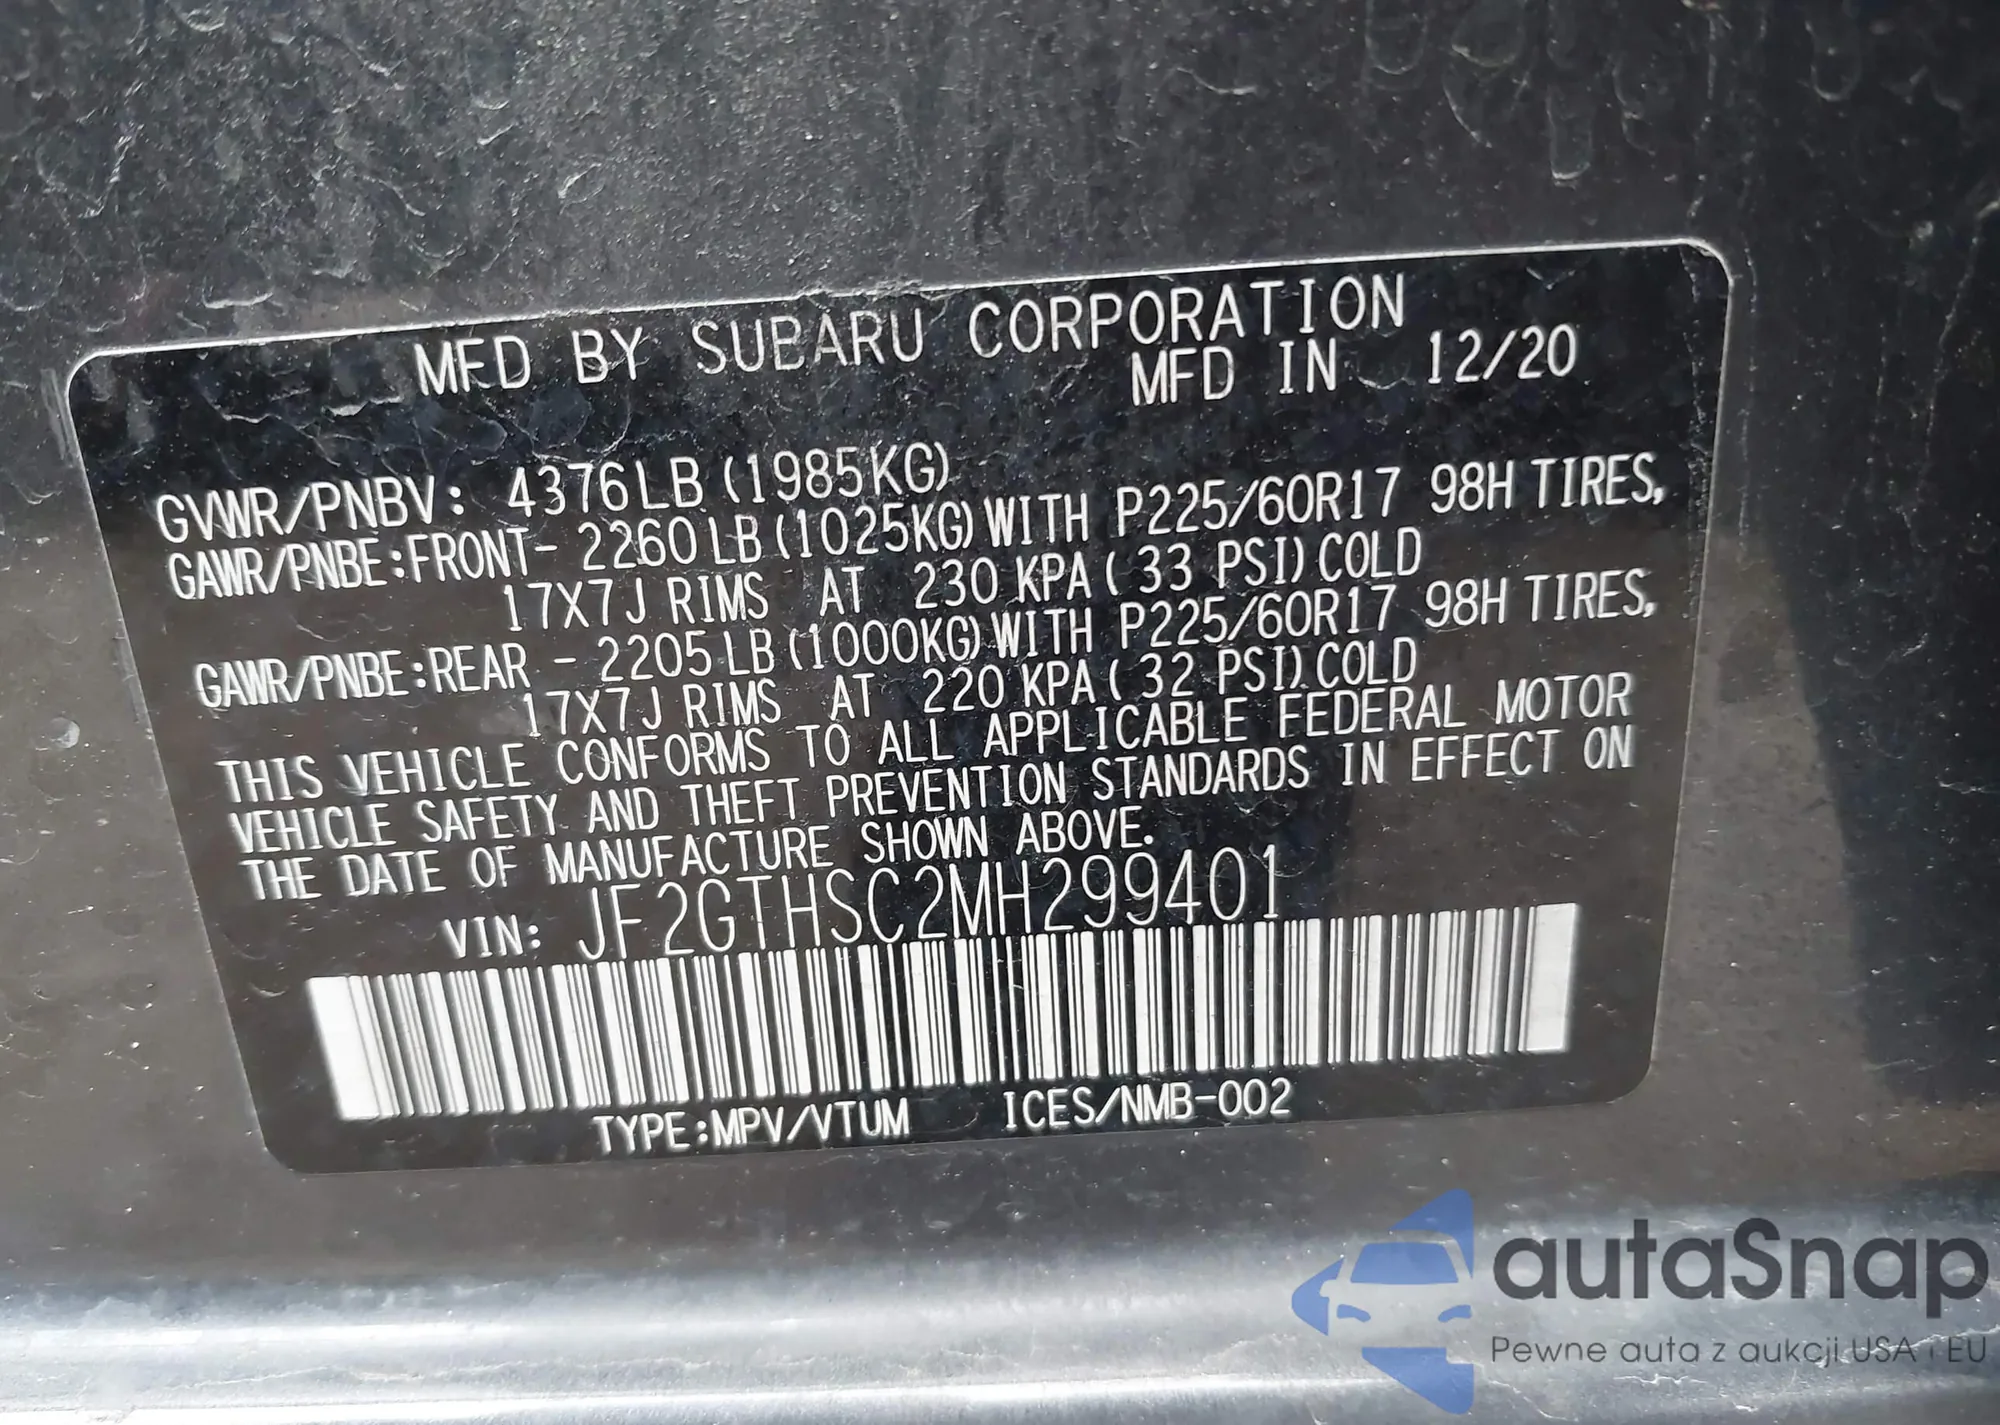 MFD BY SUBARU CORPORATION
MFD IN 12/20
GVWR/PNBV: 4376LB(1985KG)
GAWR/PNBE:FRONT- 2260LB(1025KG)WITH P225/60R17 98H TIRES,
17X7J RIMS AT 230 KPA( 33 PSI)COLD
GAWR/PNBE:REAR - 2205LB(1000KG)WITH P225/60R17 98H TIRES,
17X7J RIMS AT 220 KPA( 32 PSI)COLD
THIS VEHICLE CONFORMS TO ALL APPLICABLE FEDERAL MOTOR
VEHICLE SAFETY AND THEFT PREVENTION STANDARDS IN EFFECT ON
THE DATE OF MANUFACTURE SHOWN ABOVE.
VIN: JF2GTHSC2MH299401
TYPE:MPV/VTUM ICES/NMB-002
autaSnap
Pewne auta z aukcji USA i EU